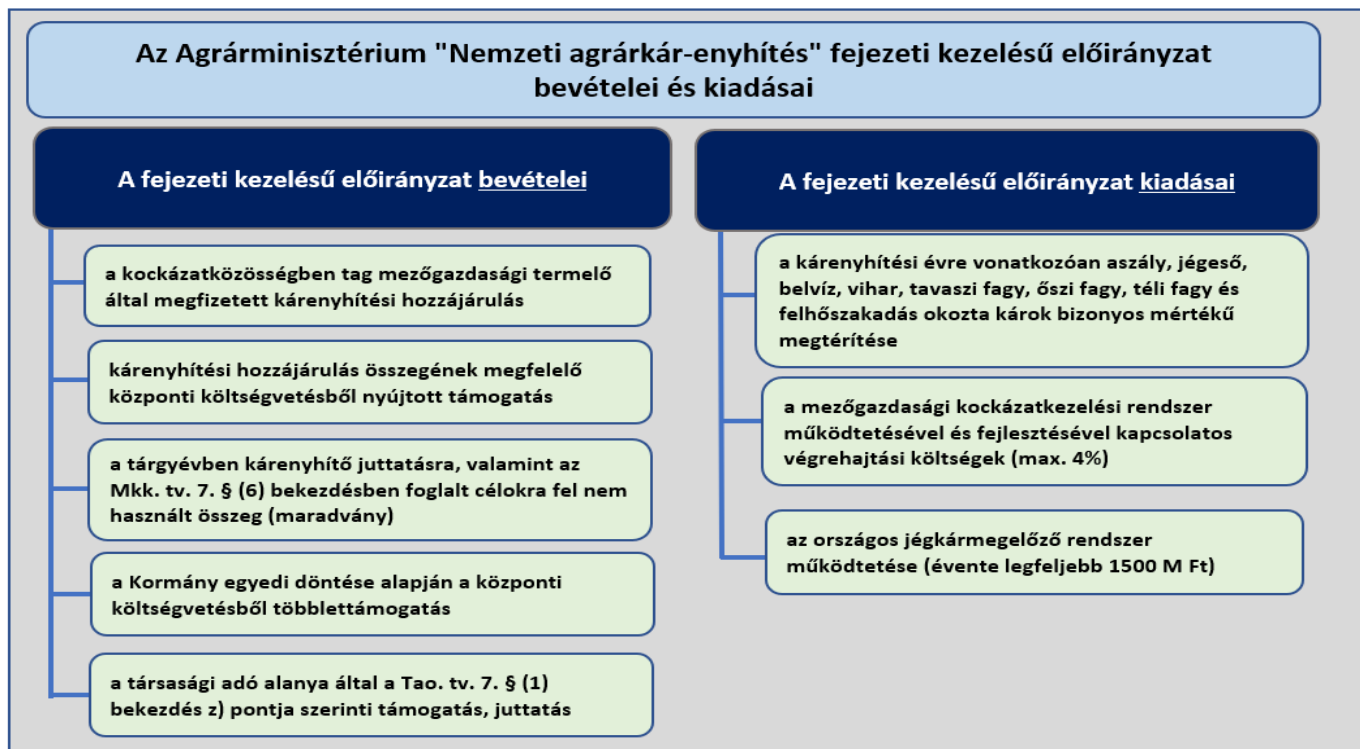 Az Agrárminisztérium "Nemzeti agrárkár-enyhítés" fejezeti kezelésű előirányzat
bevételei és kiadásai
A fejezeti kezelésű előirányzat bevételei
a kockázatközösségben tag mezőgazdasági termelő
által megfizetett kárenyhítési hozzájárulás
kárenyhítési hozzájárulás összegének megfelelő
központi költségvetésből nyújtott támogatás
a tárgyévben kárenyhítő juttatásra, valamint az
Mkk. tv. 7. § (6) bekezdésben foglalt célokra fel nem
használt összeg (maradvány)
a Kormány egyedi döntése alapján a központi
költségvetésből többlettámogatás
a társasági adó alanya által a Tao. tv. 7. § (1)
bekezdés z) pontja szerinti támogatás, juttatás
A fejezeti kezelésű előirányzat kiadásai
a kárenyhítési évre vonatkozóan aszály, jégeső,
belvíz, vihar, tavaszi fagy, őszi fagy, téli fagy és
felhőszakadás okozta károk bizonyos mértékű
megtérítése
a mezőgazdasági kockázatkezelési rendszer
működtetésével és fejlesztésével kapcsolatos
végrehajtási költségek (max. 4%)
az országos jégkármegelőző rendszer
működtetése (évente legfeljebb 1500 M Ft)